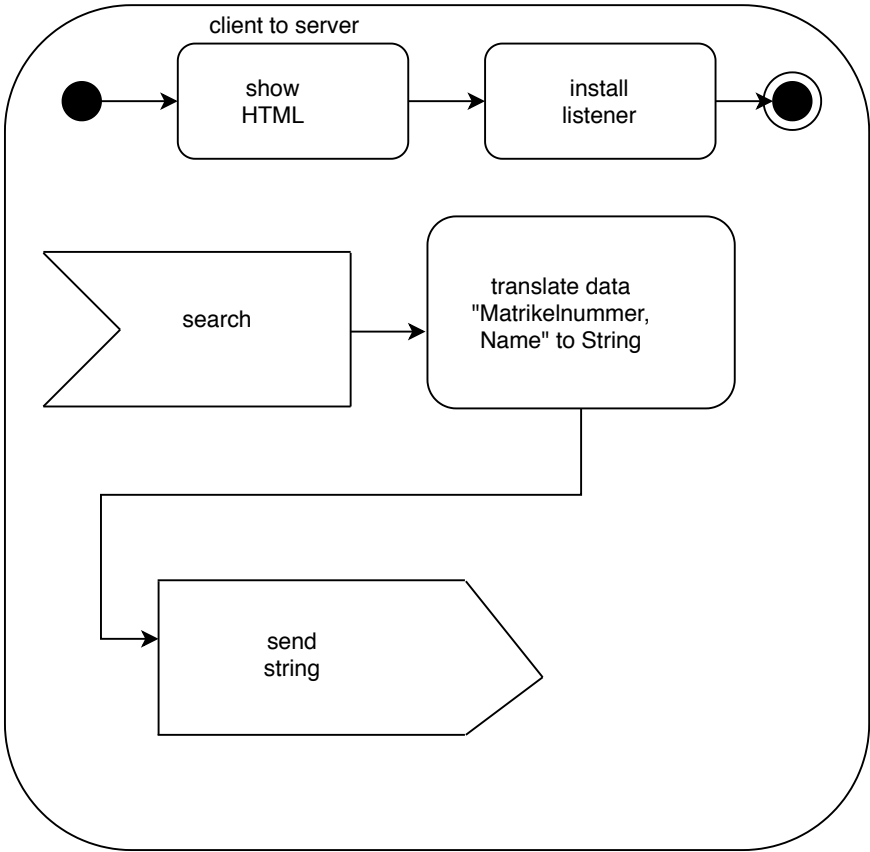 client to server
show
HTML
install
listener
search
translate data
"Matrikelnummer,
Name" to String
send
string